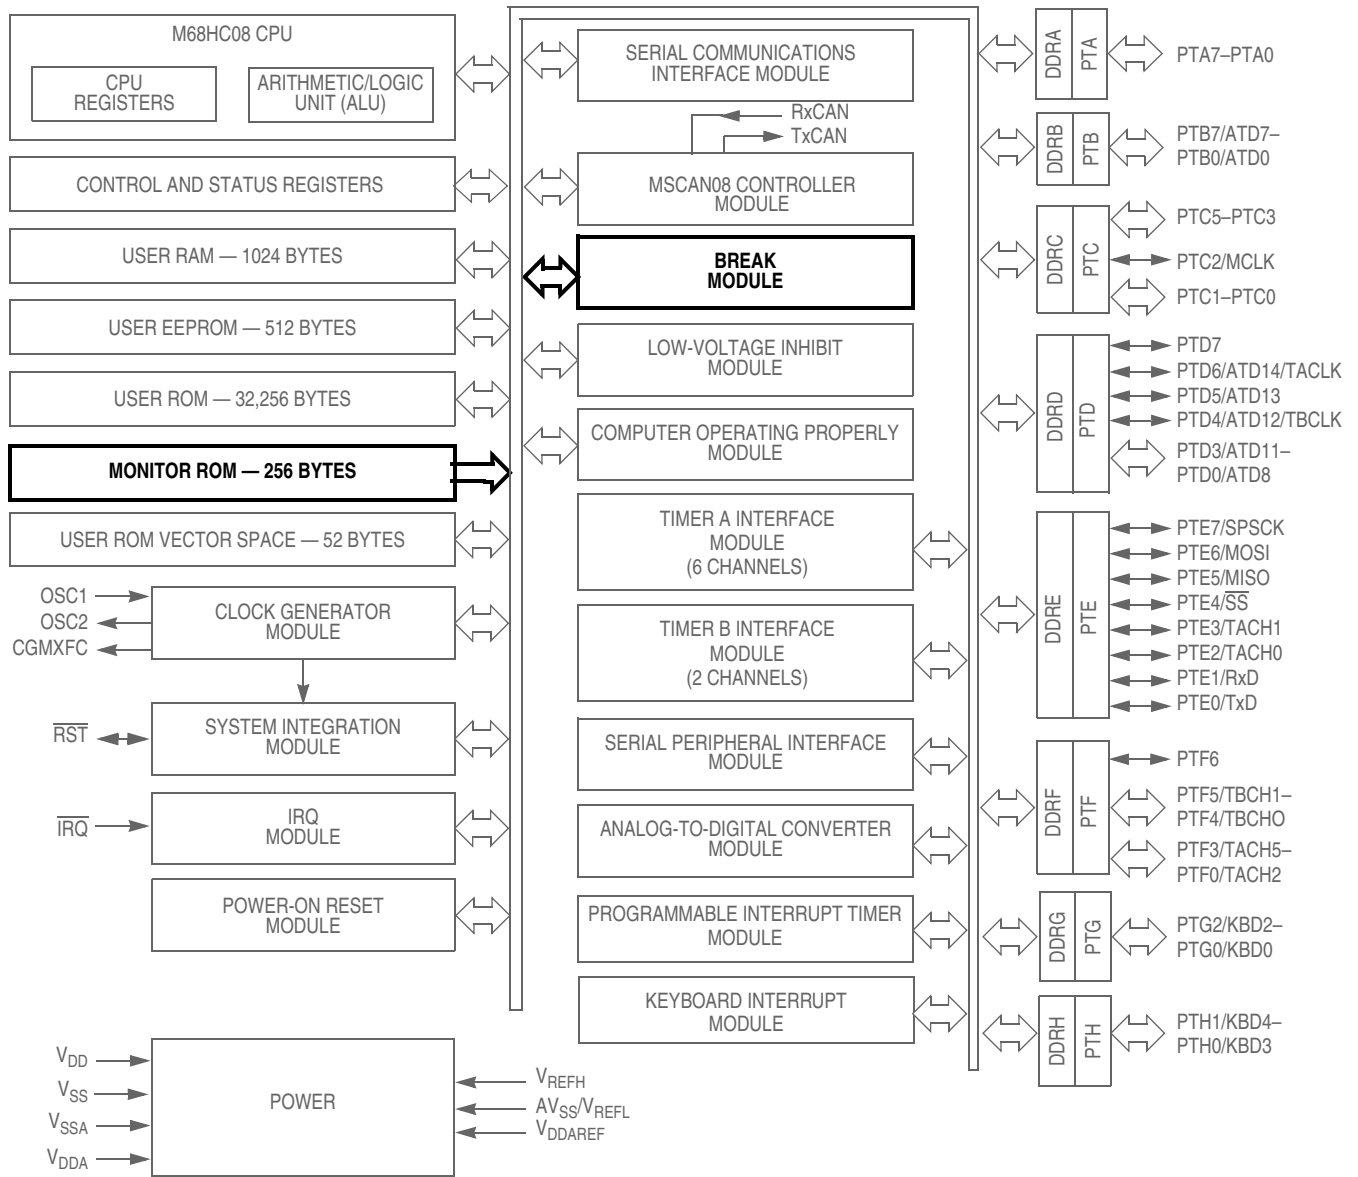 M68HC08 CPU
CPU
REGISTERS
ARITHMETIC/LOGIC
UNIT (ALU)
CONTROL AND STATUS REGISTERS
USER RAM — 1024 BYTES
USER EEPROM — 512 BYTES
USER ROM — 32,256 BYTES
MONITOR ROM — 256 BYTES
USER ROM VECTOR SPACE — 52 BYTES
OSC1
OSC2
CGMXFC
CLOCK GENERATOR
MODULE
RST
SYSTEM INTEGRATION
MODULE
IRQ
IRQ
MODULE
POWER-ON RESET
MODULE
VDD
VSS
VSSA
VDDA
POWER
VREFH
AVSS/VREFL
VDDAREF
SERIAL COMMUNICATIONS
INTERFACE MODULE
RxCAN
TxCAN
MSCAN08 CONTROLLER
MODULE
BREAK
MODULE
LOW-VOLTAGE INHIBIT
MODULE
COMPUTER OPERATING PROPERLY
MODULE
TIMER A INTERFACE
MODULE
(6 CHANNELS)
TIMER B INTERFACE
MODULE
(2 CHANNELS)
SERIAL PERIPHERAL INTERFACE
MODULE
ANALOG-TO-DIGITAL CONVERTER
MODULE
PROGRAMMABLE INTERRUPT TIMER
MODULE
KEYBOARD INTERRUPT
MODULE
DDRA
PTA
PTA7–PTA0
DDRB
PTB
PTB7/ATD7–
PTB0/ATD0
DDRC
PTC
PTC5–PTC3
PTC2/MCLK
PTC1–PTC0
DDRD
PTD
PTD7
PTD6/ATD14/TACLK
PTD5/ATD13
PTD4/ATD12/TBCLK
PTD3/ATD11–
PTD0/ATD8
DDRE
PTE
PTE7/SPSCK
PTE6/MOSI
PTE5/MISO
PTE4/SS
PTE3/TACH1
PTE2/TACH0
PTE1/RxD
PTE0/TxD
DDRF
PTF
PTF6
PTF5/TBCH1–
PTF4/TBCHO
PTF3/TACH5–
PTF0/TACH2
DDRG
PTG
PTG2/KBD2–
PTG0/KBD0
DDRH
PTH
PTH1/KBD4–
PTH0/KBD3